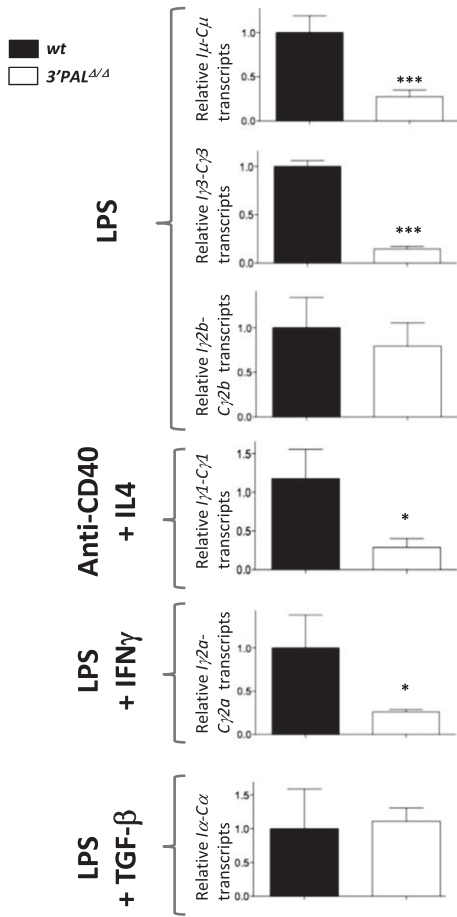 wt
3'PALΔ/Δ
LPS
Relative Iμ-Cμ
transcripts
1.0
0.5
0.0
***
Relative Iγ3-Cγ3
transcripts
1.0
0.5
0.0
***
Relative Iγ2b-
Cγ2b transcripts
1.0
0.5
0.0
Anti-CD40
+ IL4
Relative Iγ1-Cγ1
transcripts
1.5
1.0
0.5
0.0
*
LPS
+ IFNγ
Relative Iγ2a-
Cγ2a transcripts
1.0
0.5
0.0
*
LPS
+ TGF-β
Relative Iα-Cα
transcripts
1.5
1.0
0.5
0.0